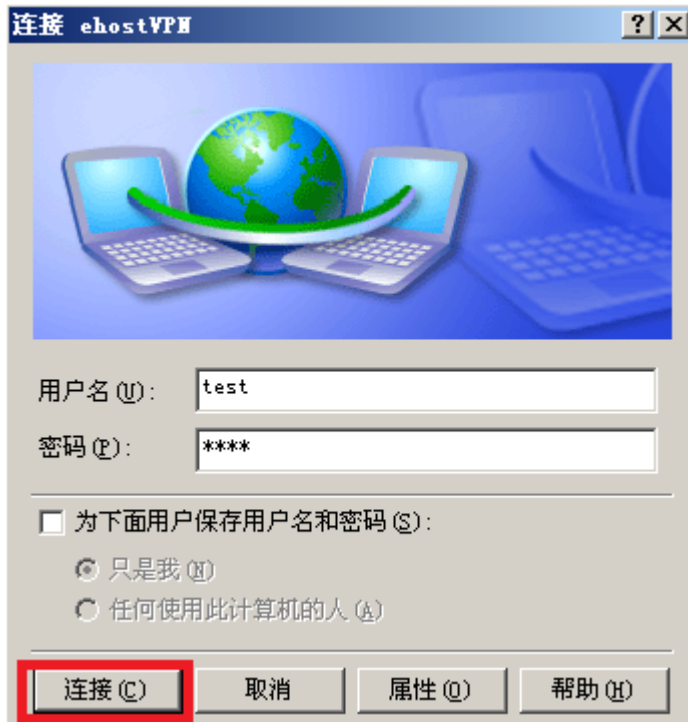 连接 ehostVPN
用户名(U):
test
密码(P):
****
为下面用户保存用户名和密码(S):
只是我(N)
任何使用此计算机的人(A)
连接(C) 取消 属性(O) 帮助(H)